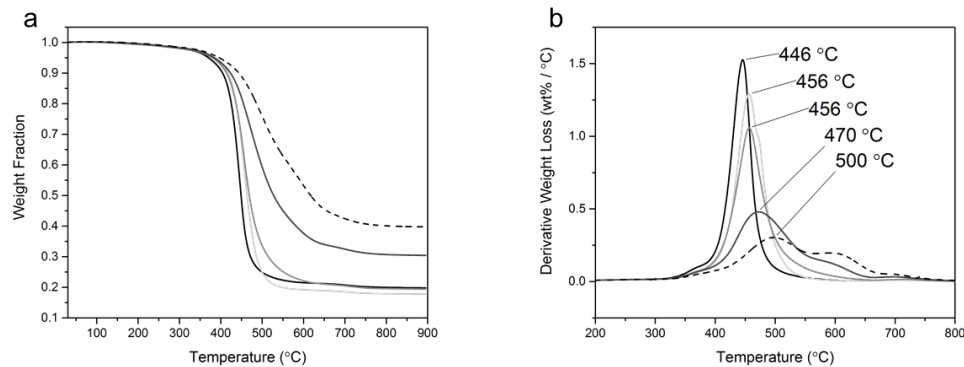 a
1.0
0.9
0.8
0.7
0.6
0.5
0.4
0.3
0.2
0.1
Weight Fraction
100 200 300 400 500 600 700 800 900
Temperature (°C)
b
1.5
1.0
0.5
0.0
Derivative Weight Loss (wt% / °C)
446 °C
456 °C
456 °C
470 °C
500 °C
200 300 400 500 600 700 800
Temperature (°C)